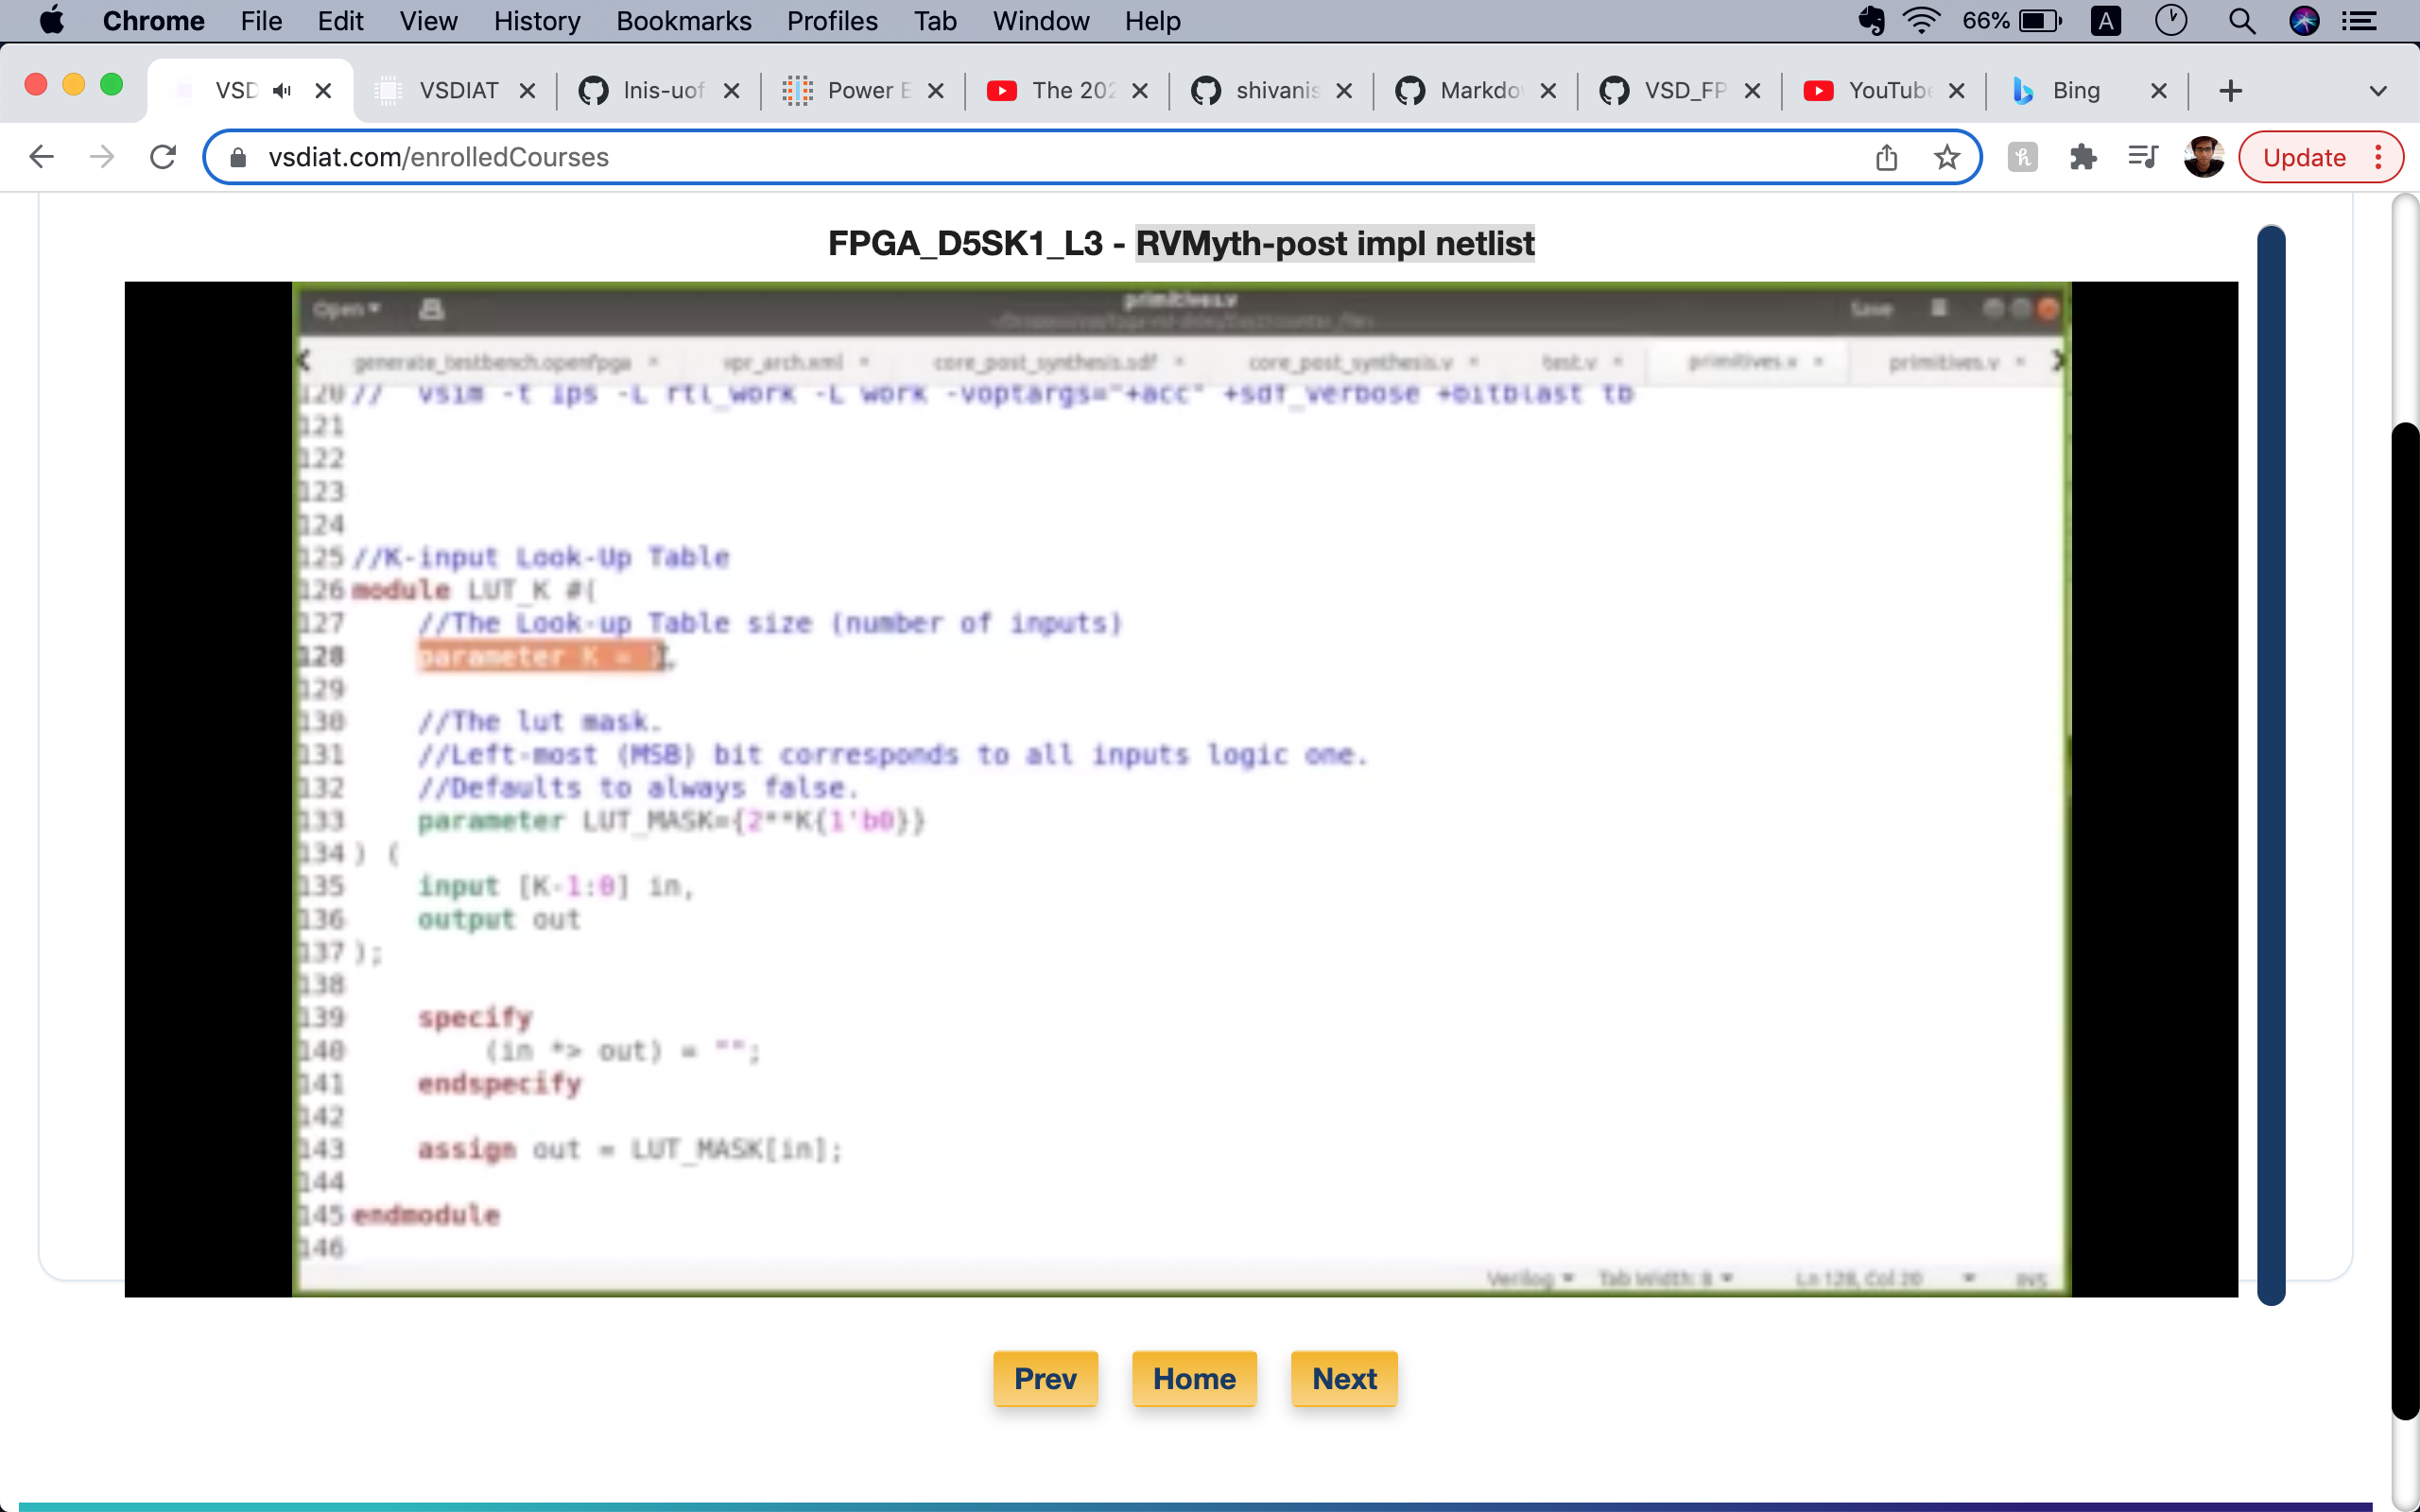 Chrome File Edit View History Bookmarks Profiles Tab Window Help 66% A
VSD VSDIAT lnis-uof Power E The 202 shivanis Markdo VSD_FP YouTube Bing
vsdiat.com/enrolledCourses h Update
FPGA_D5SK1_L3 - RVMyth-post impl netlist
Open primitives.v Save
generate_testbench.openfpga vpr_arch.xml core_post_synthesis.sdf core_post_synthesis.v test.v primitives.v primitives.v
120 // vsim -t 1ps -L rtl_work -L work -voptargs="+acc" +sdf_verbose +bitblast tb
121
122
123
124
125 //K-input Look-Up Table
126 module LUT_K #(
127 //The Look-up Table size (number of inputs)
128 parameter K =
129
130 //The lut mask.
131 //Left-most (MSB) bit corresponds to all inputs logic one.
132 //Defaults to always false.
133 parameter LUT_MASK={2**K{1'b0}}
134 ) (
135 input [K-1:0] in,
136 output out
137 );
138
139 specify
140 (in *> out) = "";
141 endspecify
142
143 assign out = LUT_MASK[in];
144
145 endmodule
146
Verilog Tab Width: 8 Ln 128, Col 20 INS
Prev Home Next